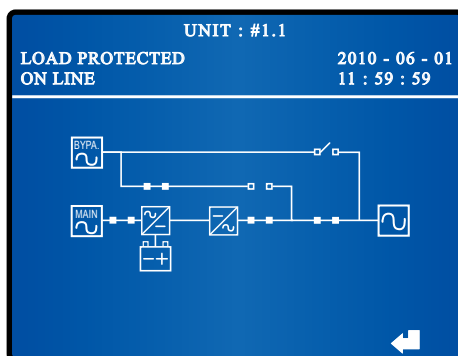 UNIT : #1.1
LOAD PROTECTED
2010 - 06 - 01
ON LINE
11 : 59 : 59
BYPA.
MAIN